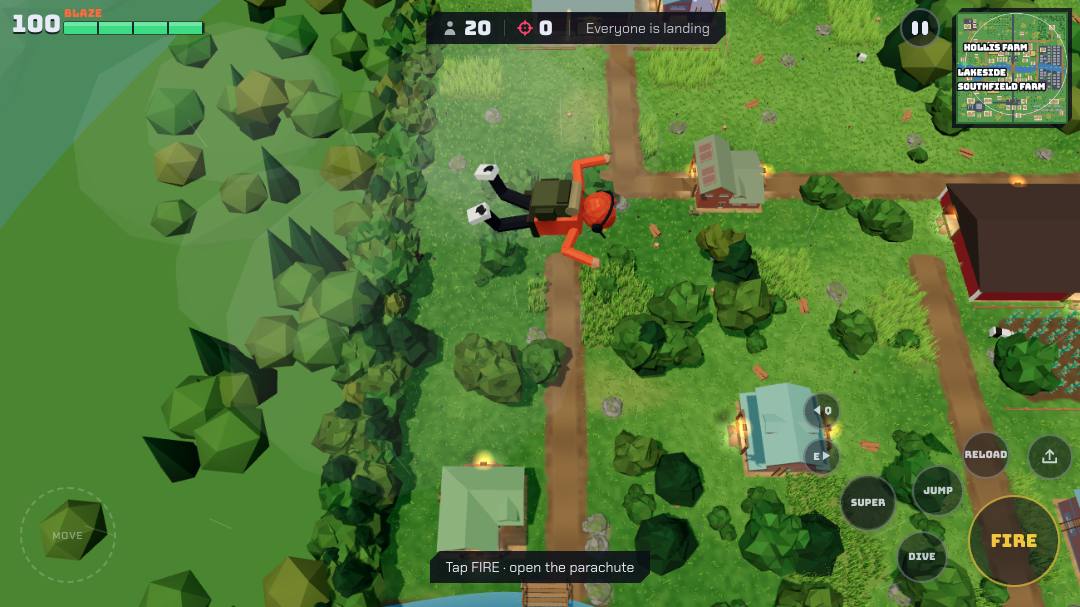 100 BLAZE
20 0 Everyone is landing
HOLLIS FARM
LAKESIDE
SOUTHFIELD FARM
Q
E
RELOAD
JUMP
SUPER
FIRE
DIVE
MOVE
Tap FIRE · open the parachute